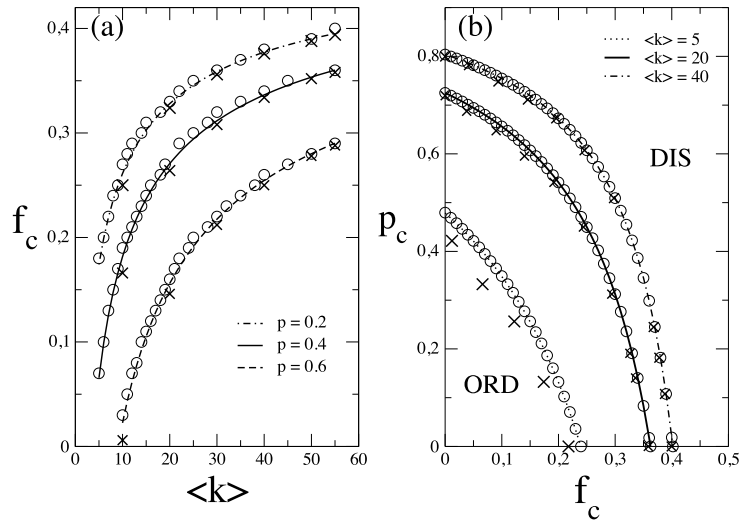 (a)
0,4
0,3
0,2
0,1
0
f_c
p = 0.2
p = 0.4
p = 0.6
0 10 20 30 40 50 60
<k>
(b)
<k> = 5
<k> = 20
<k> = 40
0,8
0,6
0,4
0,2
0
p_c
DIS
ORD
0 0,1 0,2 0,3 0,4 0,5
f_c